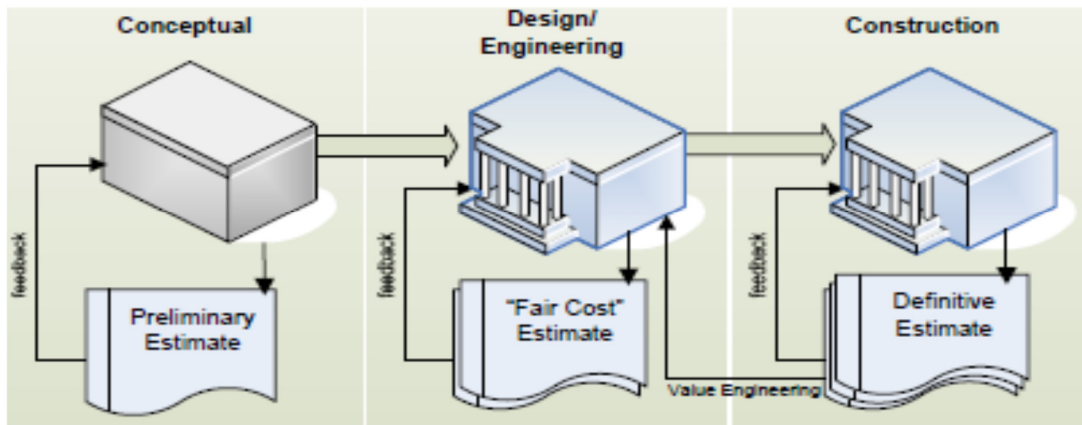 Conceptual
Design/
Engineering
Construction
feedback
Preliminary
Estimate
feedback
"Fair Cost"
Estimate
feedback
Definitive
Estimate
Value Engineering